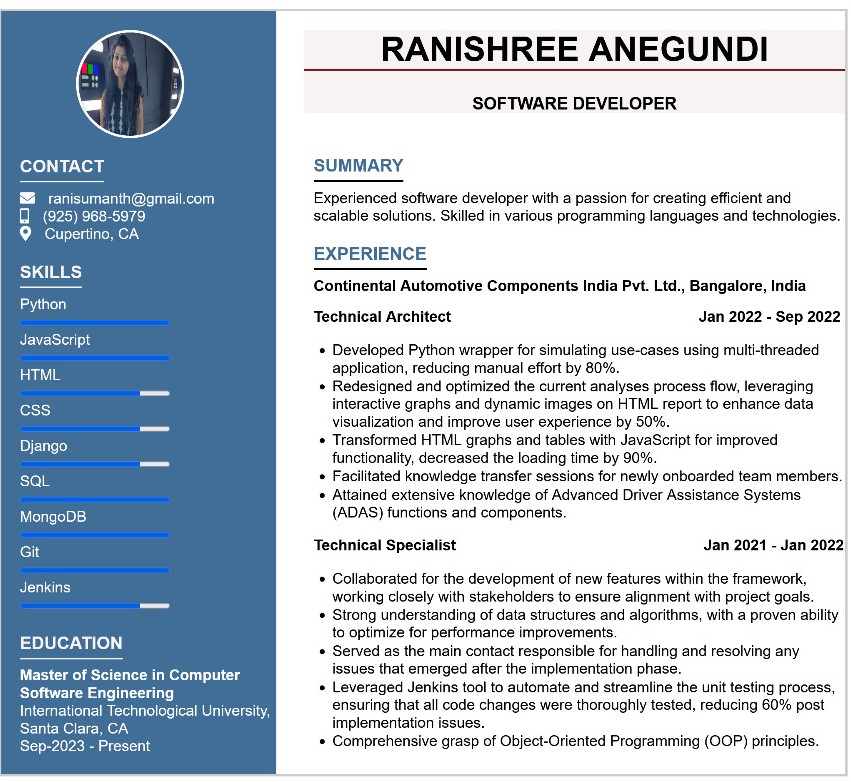 RANISHREE ANEGUNDI
SOFTWARE DEVELOPER
CONTACT
ranisumanth@gmail.com
(925) 968-5979
Cupertino, CA
SKILLS
Python
JavaScript
HTML
CSS
Django
SQL
MongoDB
Git
Jenkins
EDUCATION
Master of Science in Computer
Software Engineering
International Technological University,
Santa Clara, CA
Sep-2023 - Present
SUMMARY
Experienced software developer with a passion for creating efficient and
scalable solutions. Skilled in various programming languages and technologies.
EXPERIENCE
Continental Automotive Components India Pvt. Ltd., Bangalore, India
Technical Architect Jan 2022 - Sep 2022
• Developed Python wrapper for simulating use-cases using multi-threaded
application, reducing manual effort by 80%.
• Redesigned and optimized the current analyses process flow, leveraging
interactive graphs and dynamic images on HTML report to enhance data
visualization and improve user experience by 50%.
• Transformed HTML graphs and tables with JavaScript for improved
functionality, decreased the loading time by 90%.
• Facilitated knowledge transfer sessions for newly onboarded team members.
• Attained extensive knowledge of Advanced Driver Assistance Systems
(ADAS) functions and components.
Technical Specialist Jan 2021 - Jan 2022
• Collaborated for the development of new features within the framework,
working closely with stakeholders to ensure alignment with project goals.
• Strong understanding of data structures and algorithms, with a proven ability
to optimize for performance improvements.
• Served as the main contact responsible for handling and resolving any
issues that emerged after the implementation phase.
• Leveraged Jenkins tool to automate and streamline the unit testing process,
ensuring that all code changes were thoroughly tested, reducing 60% post
implementation issues.
• Comprehensive grasp of Object-Oriented Programming (OOP) principles.